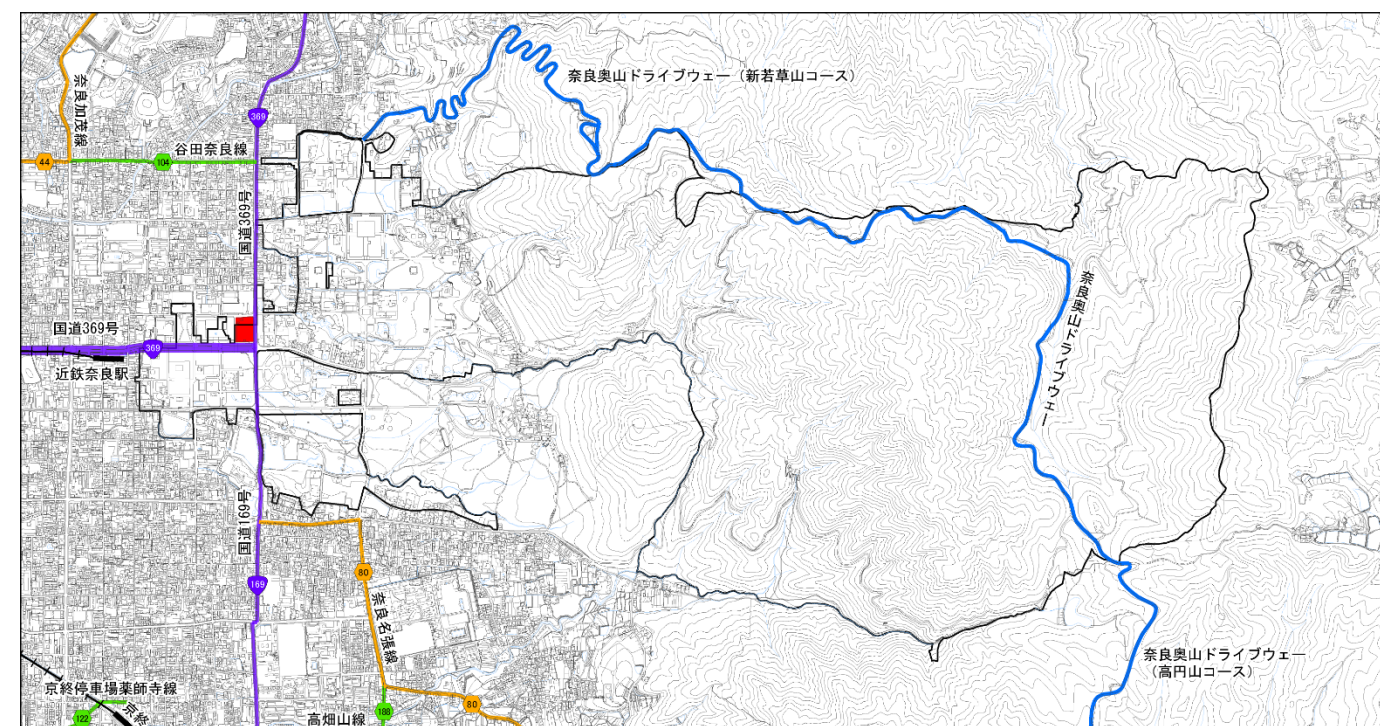 奈良奥山ドライブウェー（新若草山コース）
奈良加茂線
369
谷田奈良線
44
104
国道369号
国道369号
369
近鉄奈良駅
奈良奥山ドライブウェー
国道169号
80
169
奈良名張線
奈良奥山ドライブウェー
（高円山コース）
京終停車場薬師寺線
80
122
京終
高畑山線
188